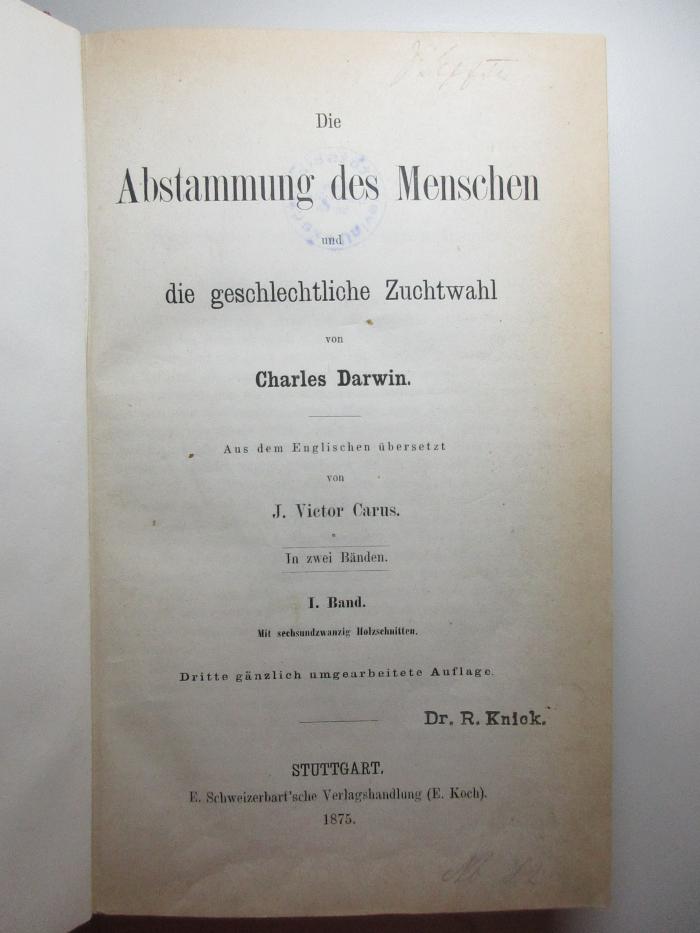 Die
Abstammung des Menschen
und
die geschlechtliche Zuchtwahl
von
Charles Darwin.
Aus dem Englischen übersetzt
von
J. Victor Carus.
In zwei Bänden.
I. Band.
Mit sechsundzwanzig Holzschnitten.
Dritte gänzlich umgearbeitete Auflage.
Dr. R. Knick.
STUTTGART.
E. Schweizerbart'sche Verlagshandlung (E. Koch).
1875.